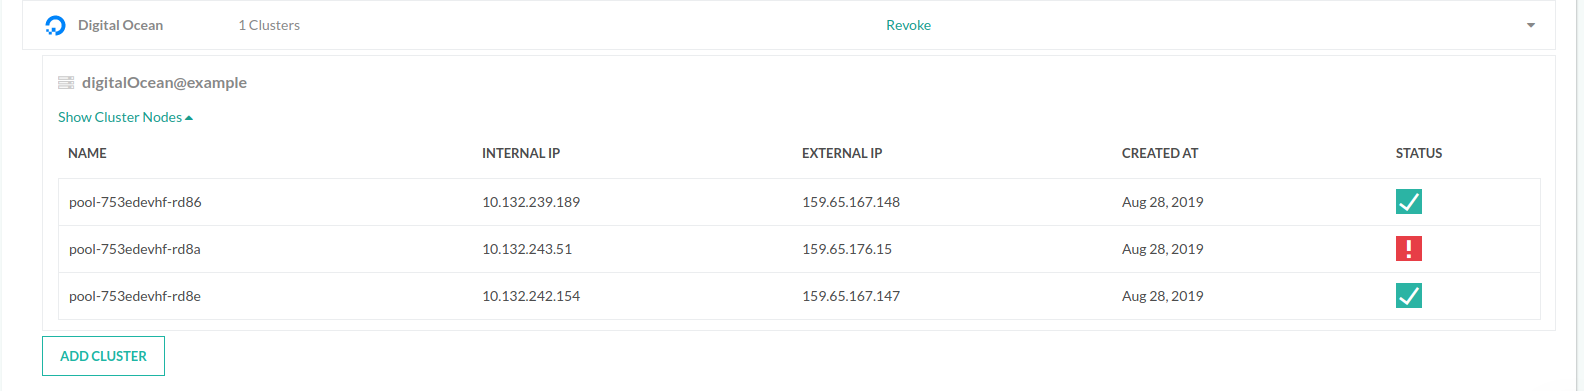 Digital Ocean 1 Clusters Revoke
digitalOcean@example
Show Cluster Nodes
NAME INTERNAL IP EXTERNAL IP CREATED AT STATUS
pool-753edevhf-rd86 10.132.239.189 159.65.167.148 Aug 28, 2019
pool-753edevhf-rd8a 10.132.243.51 159.65.176.15 Aug 28, 2019
pool-753edevhf-rd8e 10.132.242.154 159.65.167.147 Aug 28, 2019
ADD CLUSTER